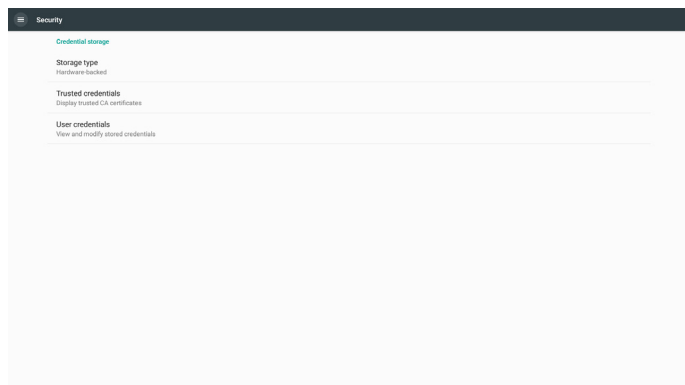 Security
Credential storage
Storage type
Hardware-backed
Trusted credentials
Display trusted CA certificates
User credentials
View and modify stored credentials